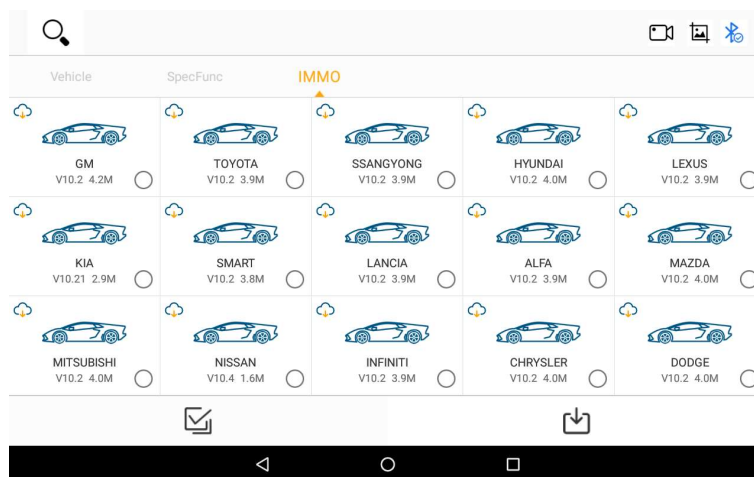 Vehicle SpecFunc IMMO
GM TOYOTA SSANGYONG HYUNDAI LEXUS
V10.2 4.2M V10.2 3.9M V10.2 3.9M V10.2 4.0M V10.2 3.9M
KIA SMART LANCIA ALFA MAZDA
V10.21 2.9M V10.2 3.8M V10.2 3.9M V10.2 3.9M V10.2 4.0M
MITSUBISHI NISSAN INFINITI CHRYSLER DODGE
V10.2 4.0M V10.4 1.6M V10.2 3.9M V10.2 4.0M V10.2 4.0M